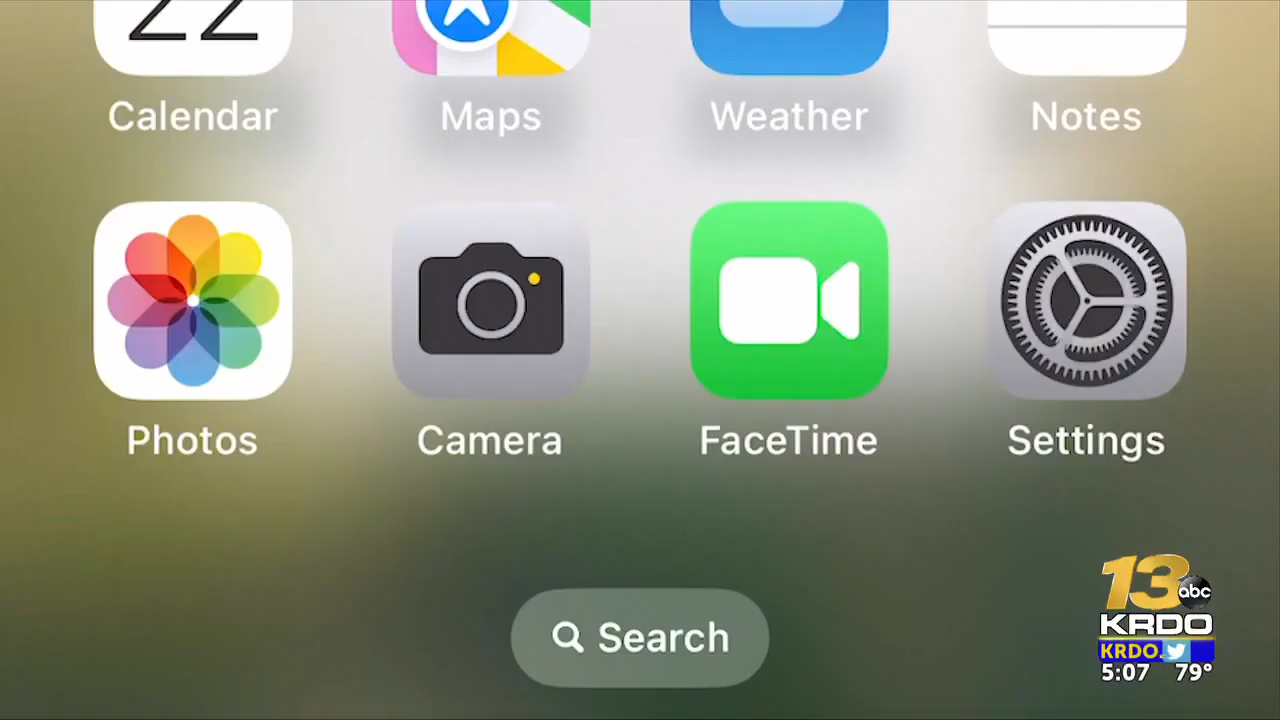 22
Calendar Maps Weather Notes
Photos Camera FaceTime Settings
Search
13 abc
KRDO
KRDO.
5:07 79°